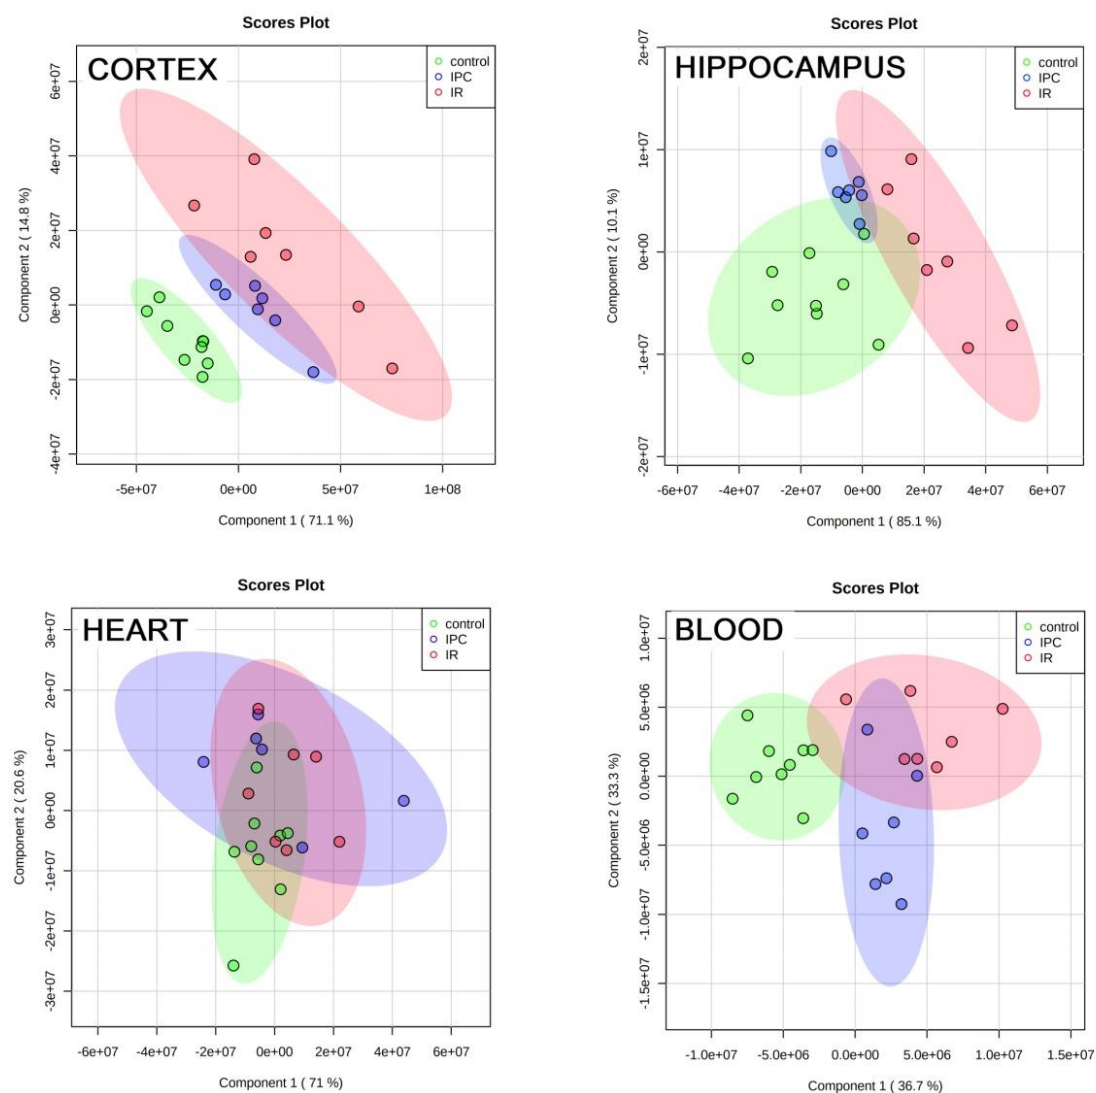 Scores Plot
CORTEX
control
IPC
IR
6e+07
4e+07
2e+07
0e+00
-2e+07
-4e+07
Component 2 ( 14.8 %)
-5e+07 0e+00 5e+07 1e+08
Component 1 ( 71.1 %)
Scores Plot
HIPPOCAMPUS
control
IPC
IR
2e+07
1e+07
0e+00
-1e+07
-2e+07
Component 2 ( 10.1 %)
-6e+07 -4e+07 -2e+07 0e+00 2e+07 4e+07 6e+07
Component 1 ( 85.1 %)
Scores Plot
HEART
control
IPC
IR
3e+07
2e+07
1e+07
0e+00
-1e+07
-2e+07
-3e+07
Component 2 ( 20.6 %)
-6e+07 -4e+07 -2e+07 0e+00 2e+07 4e+07 6e+07
Component 1 ( 71 %)
Scores Plot
BLOOD
control
IPC
IR
1.0e+07
5.0e+06
0.0e+00
-5.0e+06
-1.0e+07
-1.5e+07
Component 2 ( 33.3 %)
-1.0e+07 -5.0e+06 0.0e+00 5.0e+06 1.0e+07 1.5e+07
Component 1 ( 36.7 %)